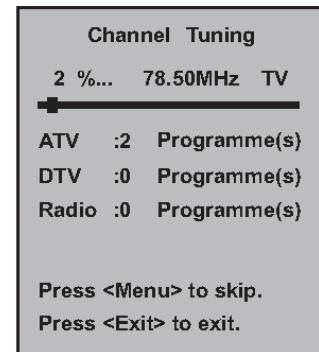 Channel Tuning
2 %... 78.50MHz TV
ATV :2 Programme(s)
DTV :0 Programme(s)
Radio :0 Programme(s)
Press <Menu> to skip.
Press <Exit> to exit.